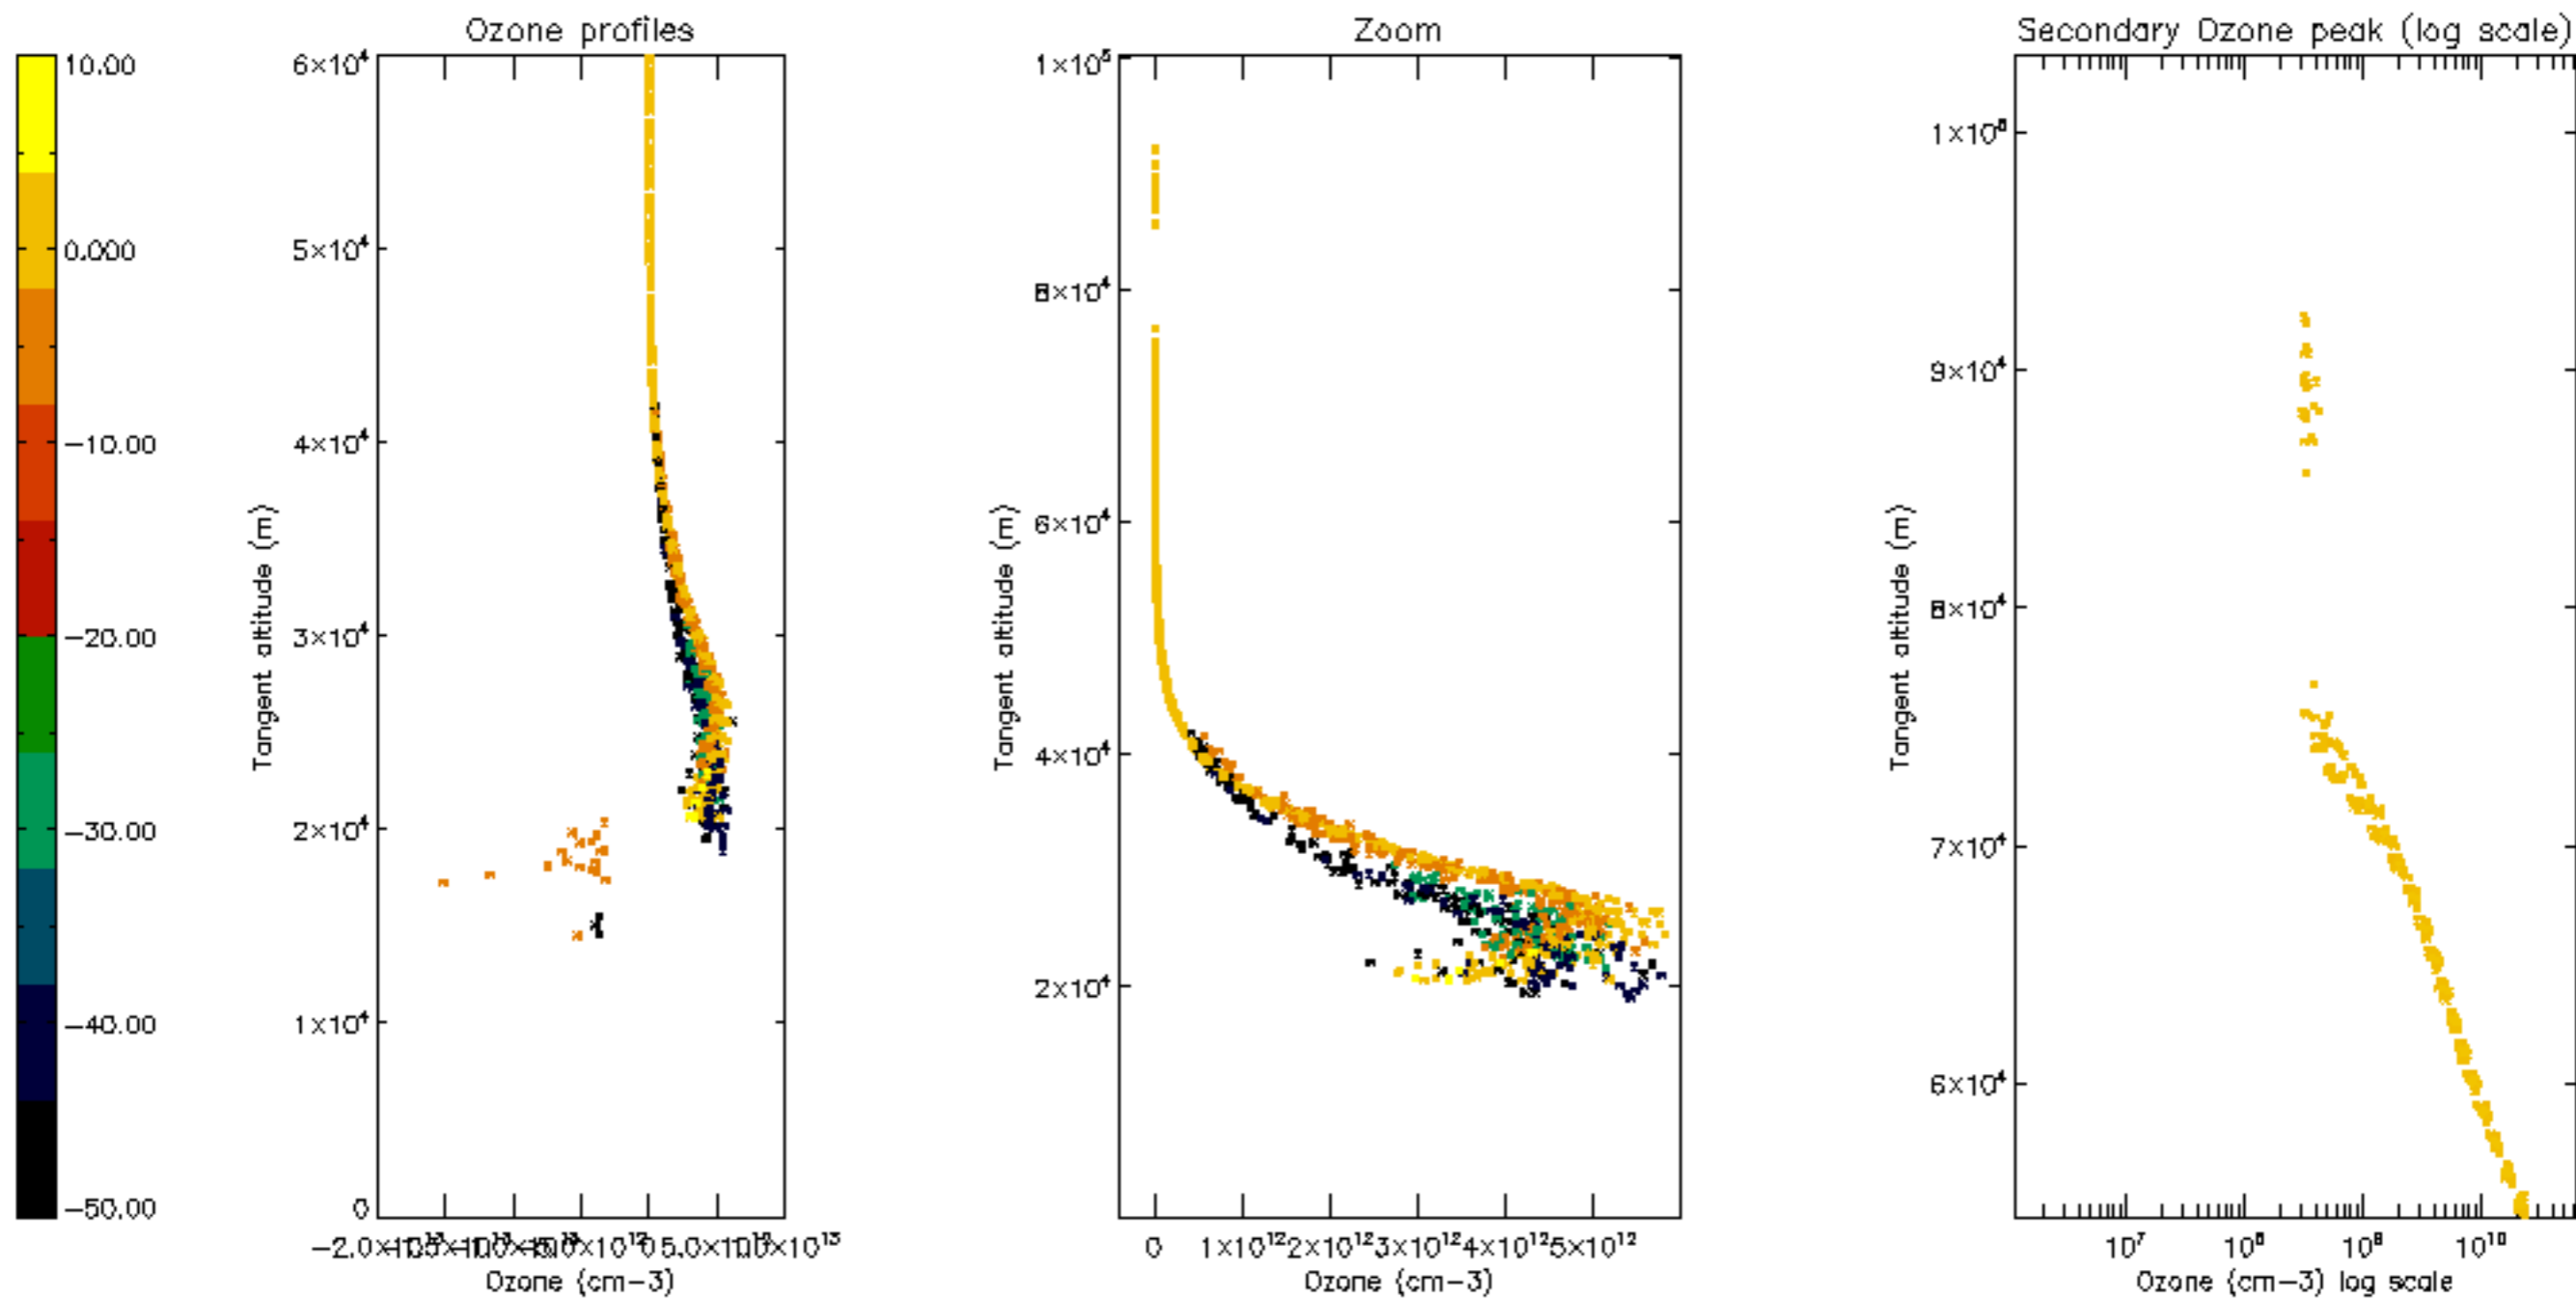 Ozone profiles
Zoom
Secondary Ozone peak (log scale)
10.00
0.000
−10.00
−20.00
−30.00
−40.00
−50.00
6×10⁴
5×10⁴
4×10⁴
3×10⁴
2×10⁴
1×10⁴
0
Tangent altitude (m)
Ozone (cm−3)
1×10⁵
8×10⁴
6×10⁴
4×10⁴
2×10⁴
Tangent altitude (m)
0 1×10¹² 2×10¹² 3×10¹² 4×10¹² 5×10¹²
Ozone (cm−3)
9×10⁴
8×10⁴
7×10⁴
6×10⁴
Tangent altitude (m)
10⁷ 10⁸ 10⁹ 10¹⁰
Ozone (cm−3) log scale